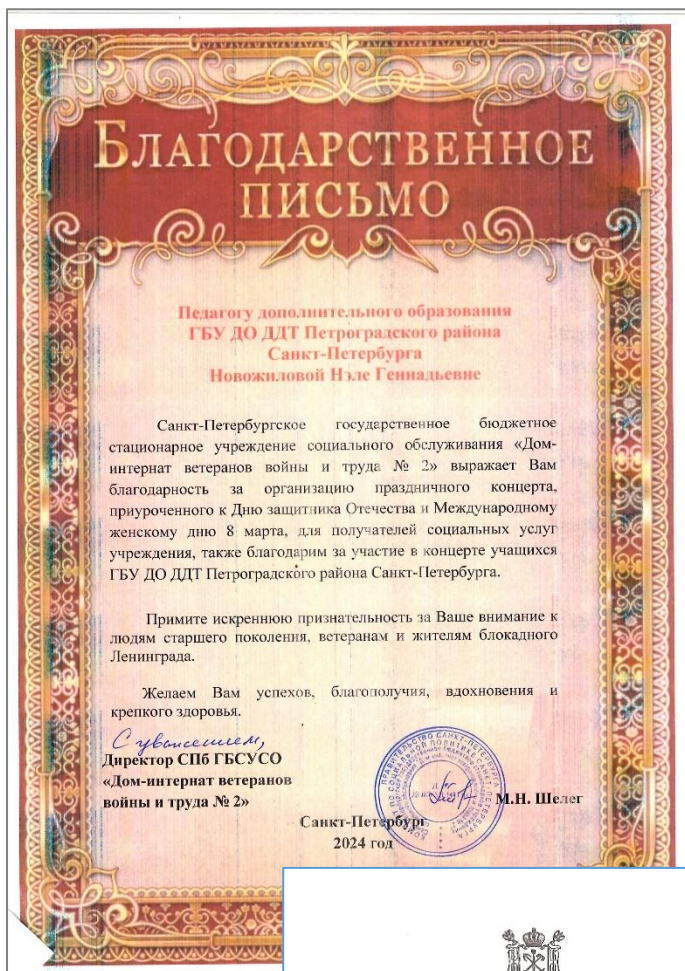 БЛАГОДАРСТВЕННОЕ
ПИСЬМО
Педагогу дополнительного образования
ГБУ ДО ДДТ Петроградского района
Санкт-Петербурга
Новожиловой Нэле Геннадьевне
Санкт-Петербургское государственное бюджетное
стационарное учреждение социального обслуживания «Дом-
интернат ветеранов войны и труда № 2» выражает Вам
благодарность за организацию праздничного концерта,
приуроченного к Дню защитника Отечества и Международному
женскому дню 8 марта, для получателей социальных услуг
учреждения, также благодарим за участие в концерте учащихся
ГБУ ДО ДДТ Петроградского района Санкт-Петербурга.
Примите искреннюю признательность за Ваше внимание к
людям старшего поколения, ветеранам и жителям блокадного
Ленинграда.
Желаем Вам успехов, благополучия, вдохновения и
крепкого здоровья.
С уважением,
Директор СПб ГБСУСО
«Дом-интернат ветеранов
войны и труда № 2»
М.Н. Шелег
Санкт-Петербург
2024 год